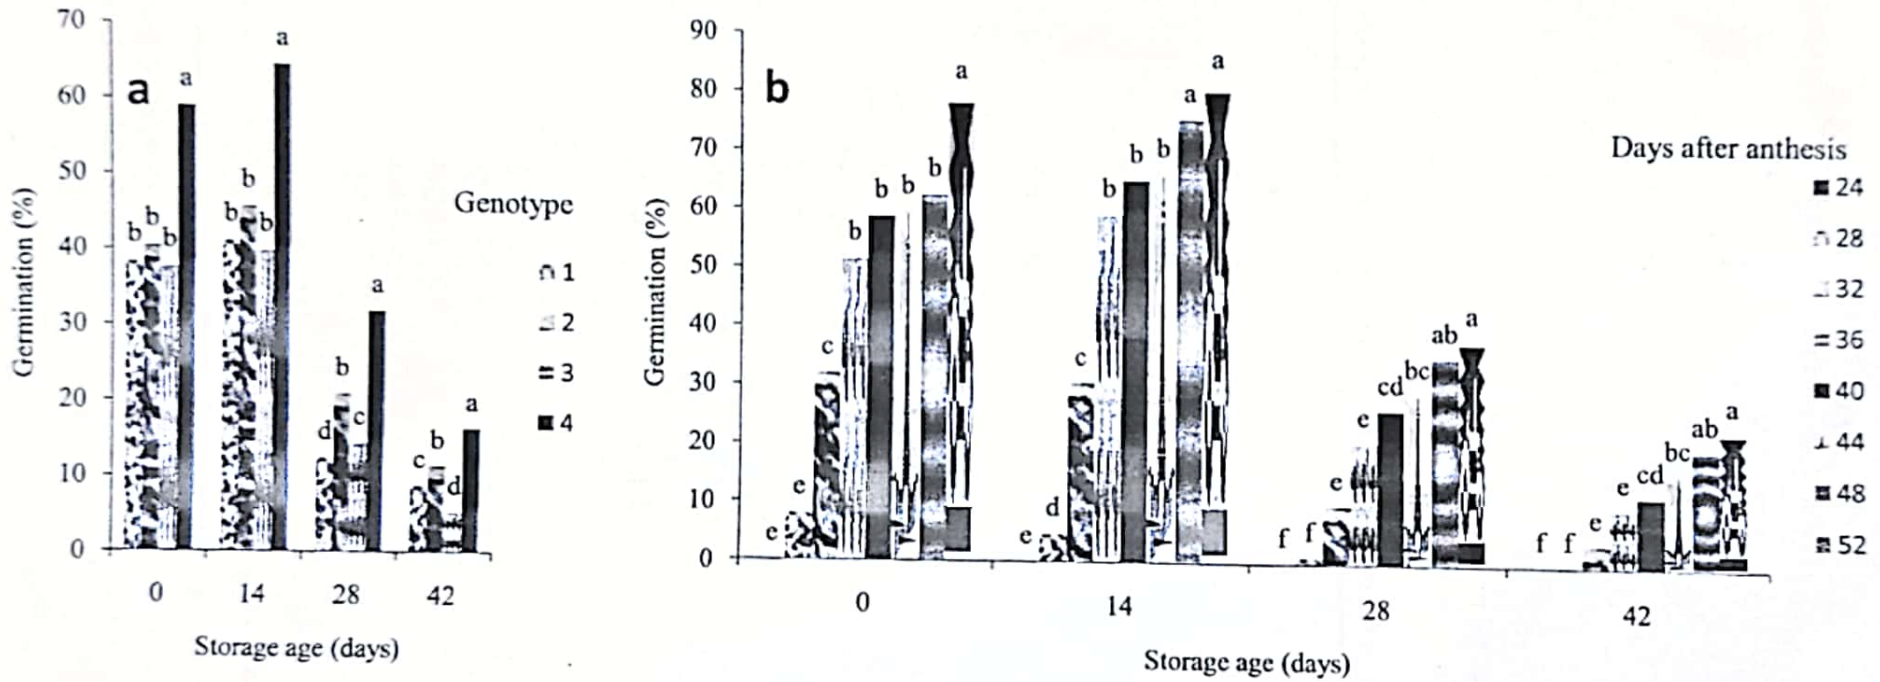 a
Germination (%)
70
60
50
40
30
20
10
0
b b b a
b b b a
d b c a
c b d a
0 14 28 42
Storage age (days)
Genotype
1
2
3
4
b
Germination (%)
90
80
70
60
50
40
30
20
10
0
e e c b b b b a
e d c b b b a a
f f e e cd bc ab a
f f e e cd bc ab a
0 14 28 42
Storage age (days)
Days after anthesis
24
28
32
36
40
44
48
52